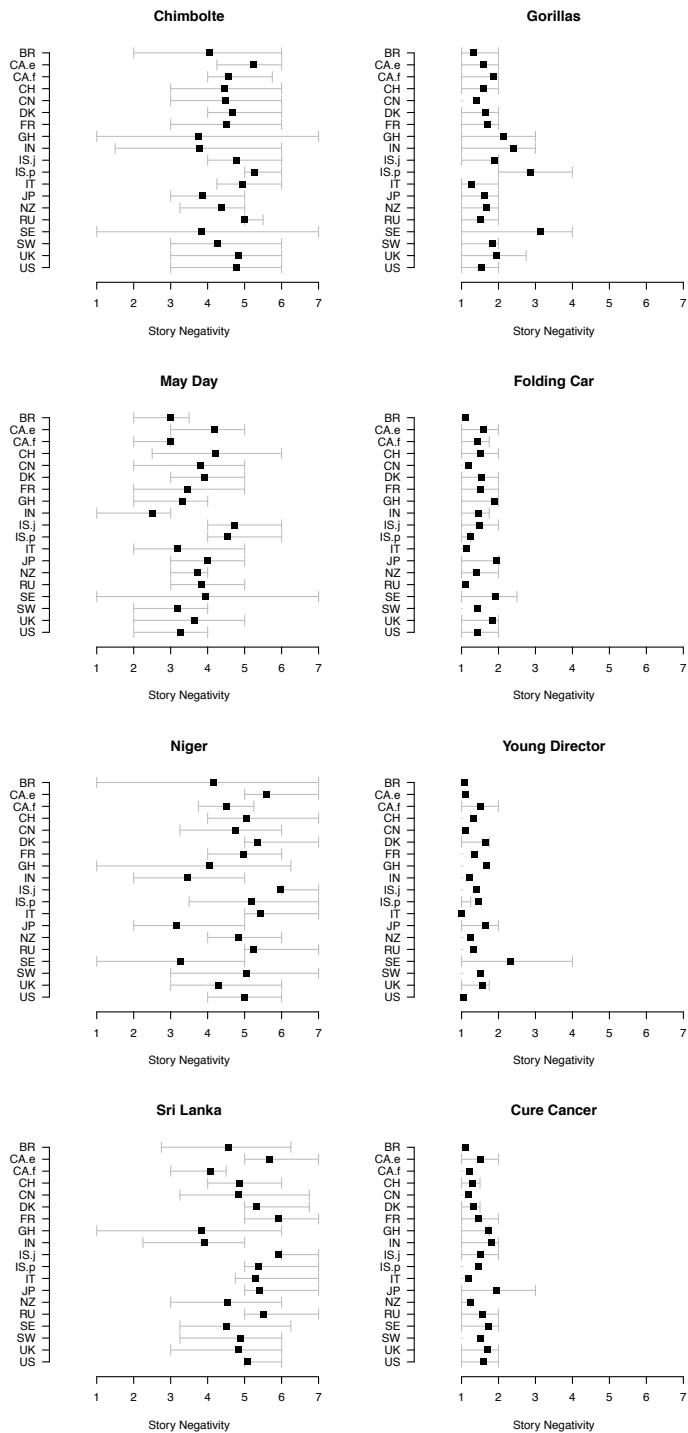 Chimbolte
BR
CA.e
CA.f
CH
CN
DK
FR
GH
IN
IS.j
IS.p
IT
JP
NZ
RU
SE
SW
UK
US
1 2 3 4 5 6 7
Story Negativity
Gorillas
BR
CA.e
CA.f
CH
CN
DK
FR
GH
IN
IS.j
IS.p
IT
JP
NZ
RU
SE
SW
UK
US
1 2 3 4 5 6 7
Story Negativity
May Day
BR
CA.e
CA.f
CH
CN
DK
FR
GH
IN
IS.j
IS.p
IT
JP
NZ
RU
SE
SW
UK
US
1 2 3 4 5 6 7
Story Negativity
Folding Car
BR
CA.e
CA.f
CH
CN
DK
FR
GH
IN
IS.j
IS.p
IT
JP
NZ
RU
SE
SW
UK
US
1 2 3 4 5 6 7
Story Negativity
Niger
BR
CA.e
CA.f
CH
CN
DK
FR
GH
IN
IS.j
IS.p
IT
JP
NZ
RU
SE
SW
UK
US
1 2 3 4 5 6 7
Story Negativity
Young Director
BR
CA.e
CA.f
CH
CN
DK
FR
GH
IN
IS.j
IS.p
IT
JP
NZ
RU
SE
SW
UK
US
1 2 3 4 5 6 7
Story Negativity
Sri Lanka
BR
CA.e
CA.f
CH
CN
DK
FR
GH
IN
IS.j
IS.p
IT
JP
NZ
RU
SE
SW
UK
US
1 2 3 4 5 6 7
Story Negativity
Cure Cancer
BR
CA.e
CA.f
CH
CN
DK
FR
GH
IN
IS.j
IS.p
IT
JP
NZ
RU
SE
SW
UK
US
1 2 3 4 5 6 7
Story Negativity